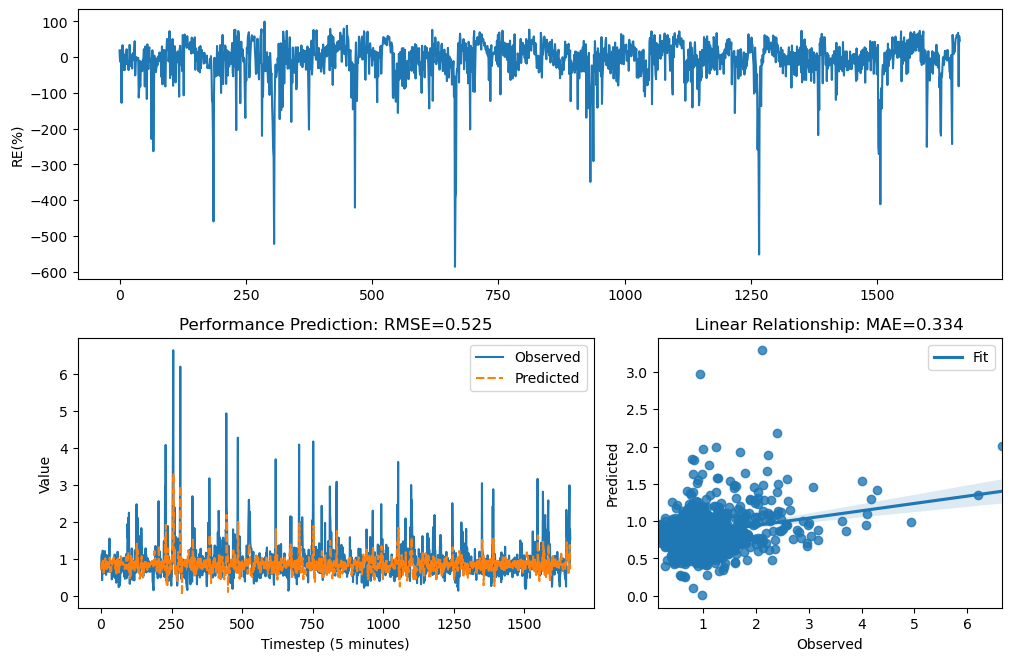 RE(%)
100
0
−100
−200
−300
−400
−500
−600
0 250 500 750 1000 1250 1500
Performance Prediction: RMSE=0.525
Value
6
5
4
3
2
1
0
Observed
Predicted
0 250 500 750 1000 1250 1500
Timestep (5 minutes)
Linear Relationship: MAE=0.334
Predicted
3.0
2.5
2.0
1.5
1.0
0.5
0.0
Fit
1 2 3 4 5 6
Observed